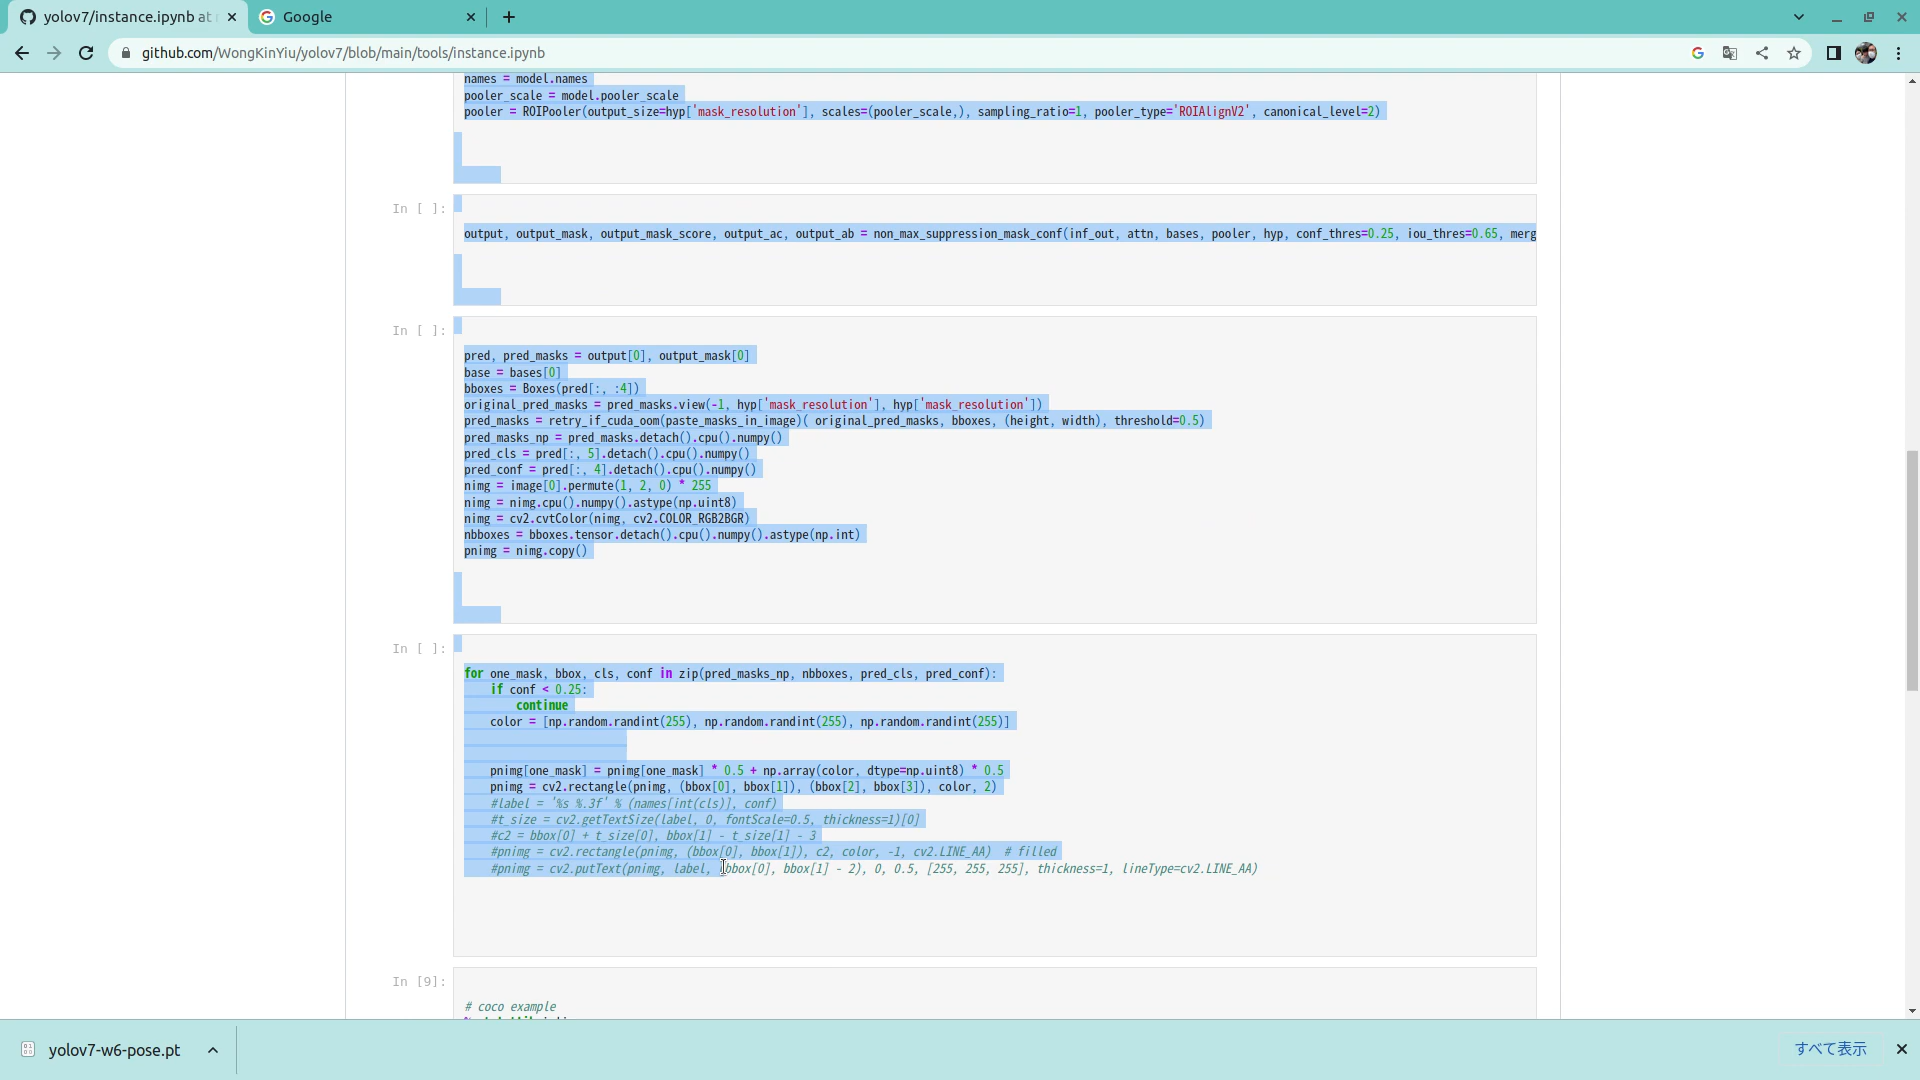 yolov7/instance.ipynb at
Google
github.com/WongKinYiu/yolov7/blob/main/tools/instance.ipynb
names = model.names
pooler_scale = model.pooler_scale
pooler = ROIPooler(output_size=hyp['mask_resolution'], scales=(pooler_scale,), sampling_ratio=1, pooler_type='ROIAlignV2', canonical_level=2)
In [ ]:
output, output_mask, output_mask_score, output_ac, output_ab = non_max_suppression_mask_conf(inf_out, attn, bases, pooler, hyp, conf_thres=0.25, iou_thres=0.65, merg
In [ ]:
pred, pred_masks = output[0], output_mask[0]
base = bases[0]
bboxes = Boxes(pred[:, :4])
original_pred_masks = pred_masks.view(-1, hyp['mask_resolution'], hyp['mask_resolution'])
pred_masks = retry_if_cuda_oom(paste_masks_in_image)( original_pred_masks, bboxes, (height, width), threshold=0.5)
pred_masks_np = pred_masks.detach().cpu().numpy()
pred_cls = pred[:, 5].detach().cpu().numpy()
pred_conf = pred[:, 4].detach().cpu().numpy()
nimg = image[0].permute(1, 2, 0) * 255
nimg = nimg.cpu().numpy().astype(np.uint8)
nimg = cv2.cvtColor(nimg, cv2.COLOR_RGB2BGR)
nbboxes = bboxes.tensor.detach().cpu().numpy().astype(np.int)
pnimg = nimg.copy()
In [ ]:
for one_mask, bbox, cls, conf in zip(pred_masks_np, nbboxes, pred_cls, pred_conf):
    if conf < 0.25:
        continue
    color = [np.random.randint(255), np.random.randint(255), np.random.randint(255)]
    pnimg[one_mask] = pnimg[one_mask] * 0.5 + np.array(color, dtype=np.uint8) * 0.5
    pnimg = cv2.rectangle(pnimg, (bbox[0], bbox[1]), (bbox[2], bbox[3]), color, 2)
    #label = '%s %.3f' % (names[int(cls)], conf)
    #t_size = cv2.getTextSize(label, 0, fontScale=0.5, thickness=1)[0]
    #c2 = bbox[0] + t_size[0], bbox[1] - t_size[1] - 3
    #pnimg = cv2.rectangle(pnimg, (bbox[0], bbox[1]), c2, color, -1, cv2.LINE_AA)  # filled
    #pnimg = cv2.putText(pnimg, label, (bbox[0], bbox[1] - 2), 0, 0.5, [255, 255, 255], thickness=1, lineType=cv2.LINE_AA)
In [9]:
# coco example
yolov7-w6-pose.pt
すべて表示